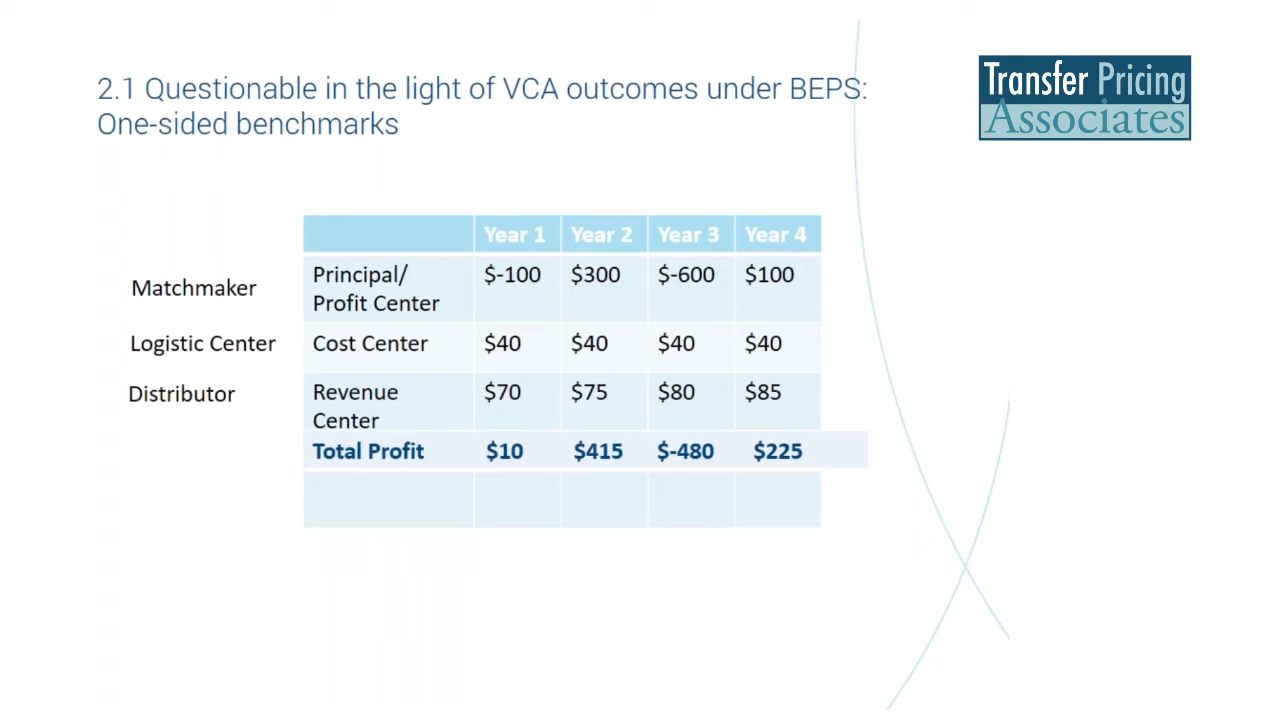 2.1 Questionable in the light of VCA outcomes under BEPS:
One-sided benchmarks
Transfer Pricing
Associates
Year 1 Year 2 Year 3 Year 4
Matchmaker Principal/ $-100 $300 $-600 $100
Profit Center
Logistic Center Cost Center $40 $40 $40 $40
Distributor Revenue $70 $75 $80 $85
Center
Total Profit $10 $415 $-480 $225